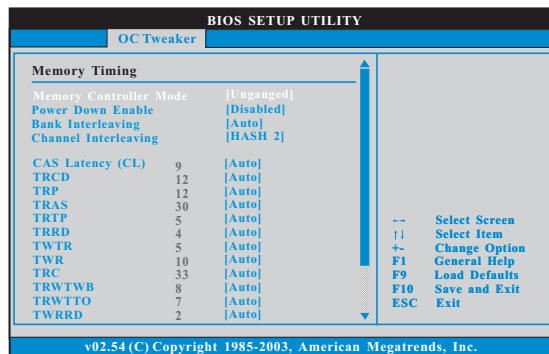 BIOS SETUP UTILITY
OC Tweaker
Memory Timing
Memory Controller Mode [Unganged]
Power Down Enable [Disabled]
Bank Interleaving [Auto]
Channel Interleaving [HASH 2]
CAS Latency (CL) 9 [Auto]
TRCD 12 [Auto]
TRP 12 [Auto]
TRAS 30 [Auto]
TRTP 5 [Auto]
TRRD 4 [Auto]
TWTR 5 [Auto]
TWR 10 [Auto]
TRC 33 [Auto]
TRWTWB 8 [Auto]
TRWTTO 7 [Auto]
TWRRD 2 [Auto]
←→ Select Screen
↑↓ Select Item
+- Change Option
F1 General Help
F9 Load Defaults
F10 Save and Exit
ESC Exit
v02.54 (C) Copyright 1985-2003, American Megatrends, Inc.